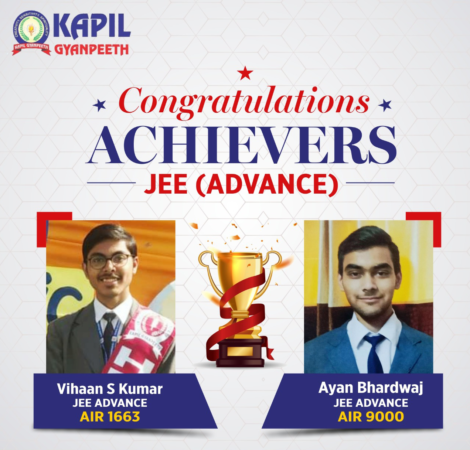 KAPIL
GYANPEETH
Congratulations
ACHIEVERS
JEE (ADVANCE)
Vihaan S Kumar
JEE ADVANCE
AIR 1663
Ayan Bhardwaj
JEE ADVANCE
AIR 9000